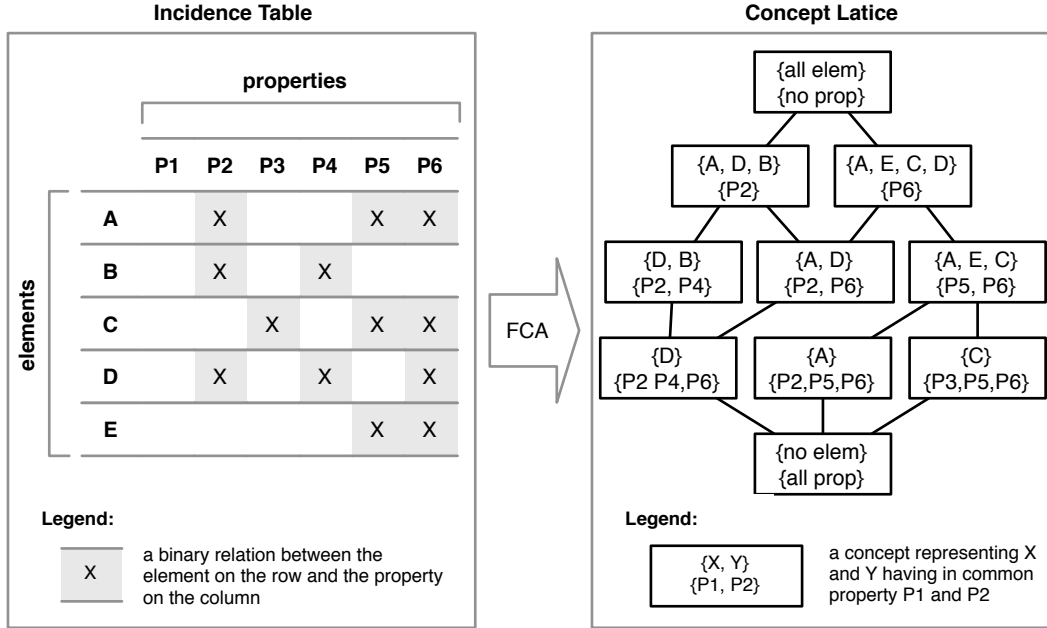 Incidence Table
properties
P1 P2 P3 P4 P5 P6
elements
A X X X
B X X
C X X X
D X X X
E X X
Legend:
X
a binary relation between the
element on the row and the property
on the column
FCA
Concept Latice
{all elem}
{no prop}
{A, D, B}
{P2}
{A, E, C, D}
{P6}
{D, B}
{P2, P4}
{A, D}
{P2, P6}
{A, E, C}
{P5, P6}
{D}
{P2 P4,P6}
{A}
{P2,P5,P6}
{C}
{P3,P5,P6}
{no elem}
{all prop}
Legend:
{X, Y}
{P1, P2}
a concept representing X
and Y having in common
property P1 and P2